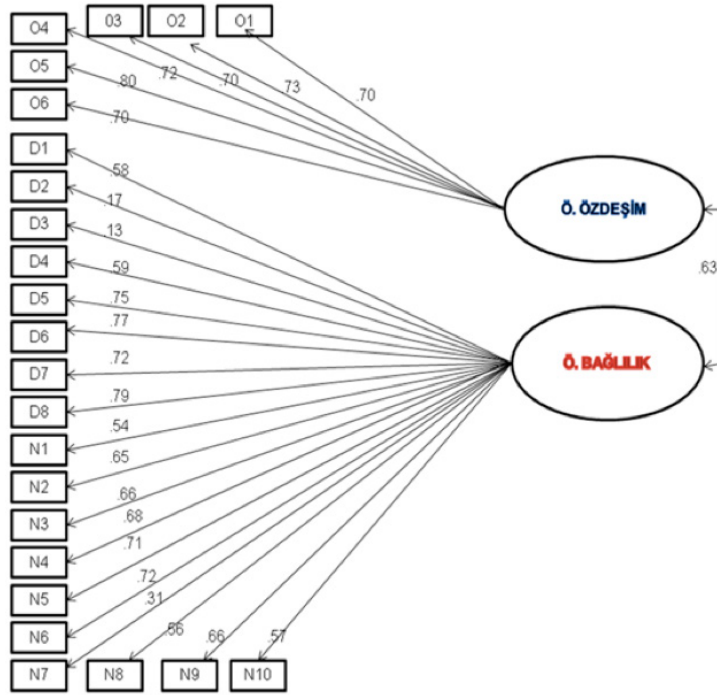 O4
03
O2
O1
O5
O6
D1
D2
D3
D4
D5
D6
D7
D8
N1
N2
N3
N4
N5
N6
N7
N8
N9
N10
.72
.70
.73
.70
.80
.70
.58
.17
.13
.59
.75
.77
.72
.79
.54
.65
.66
.68
.71
.72
.31
.66
.57
Ö. ÖZDEŞİM
.63
Ö. BAĞLILIK